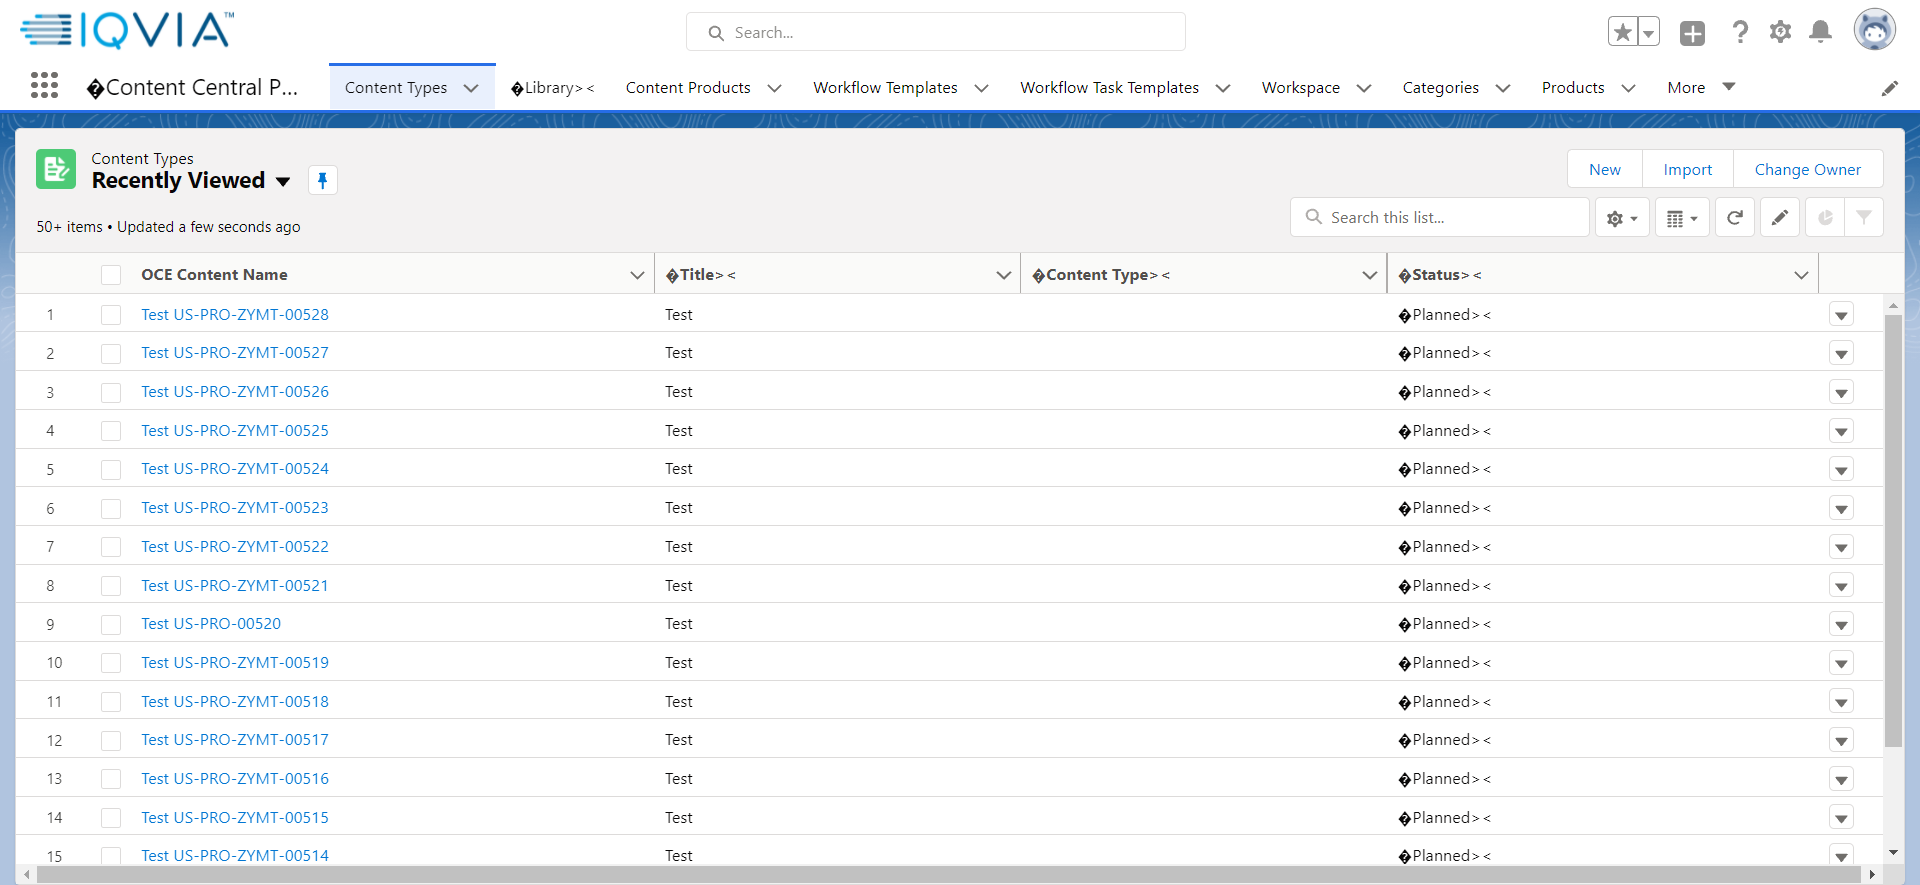 IQVIA™
Search...
�Content Central P...
Content Types
�Library><
Content Products
Workflow Templates
Workflow Task Templates
Workspace
Categories
Products
More
Content Types
Recently Viewed
New
Import
Change Owner
50+ items • Updated a few seconds ago
Search this list...
OCE Content Name �Title>< �Content Type>< �Status><
1 Test US-PRO-ZYMT-00528 Test �Planned><
2 Test US-PRO-ZYMT-00527 Test �Planned><
3 Test US-PRO-ZYMT-00526 Test �Planned><
4 Test US-PRO-ZYMT-00525 Test �Planned><
5 Test US-PRO-ZYMT-00524 Test �Planned><
6 Test US-PRO-ZYMT-00523 Test �Planned><
7 Test US-PRO-ZYMT-00522 Test �Planned><
8 Test US-PRO-ZYMT-00521 Test �Planned><
9 Test US-PRO-00520 Test �Planned><
10 Test US-PRO-ZYMT-00519 Test �Planned><
11 Test US-PRO-ZYMT-00518 Test �Planned><
12 Test US-PRO-ZYMT-00517 Test �Planned><
13 Test US-PRO-ZYMT-00516 Test �Planned><
14 Test US-PRO-ZYMT-00515 Test �Planned><
15 Test US-PRO-ZYMT-00514 Test �Planned><